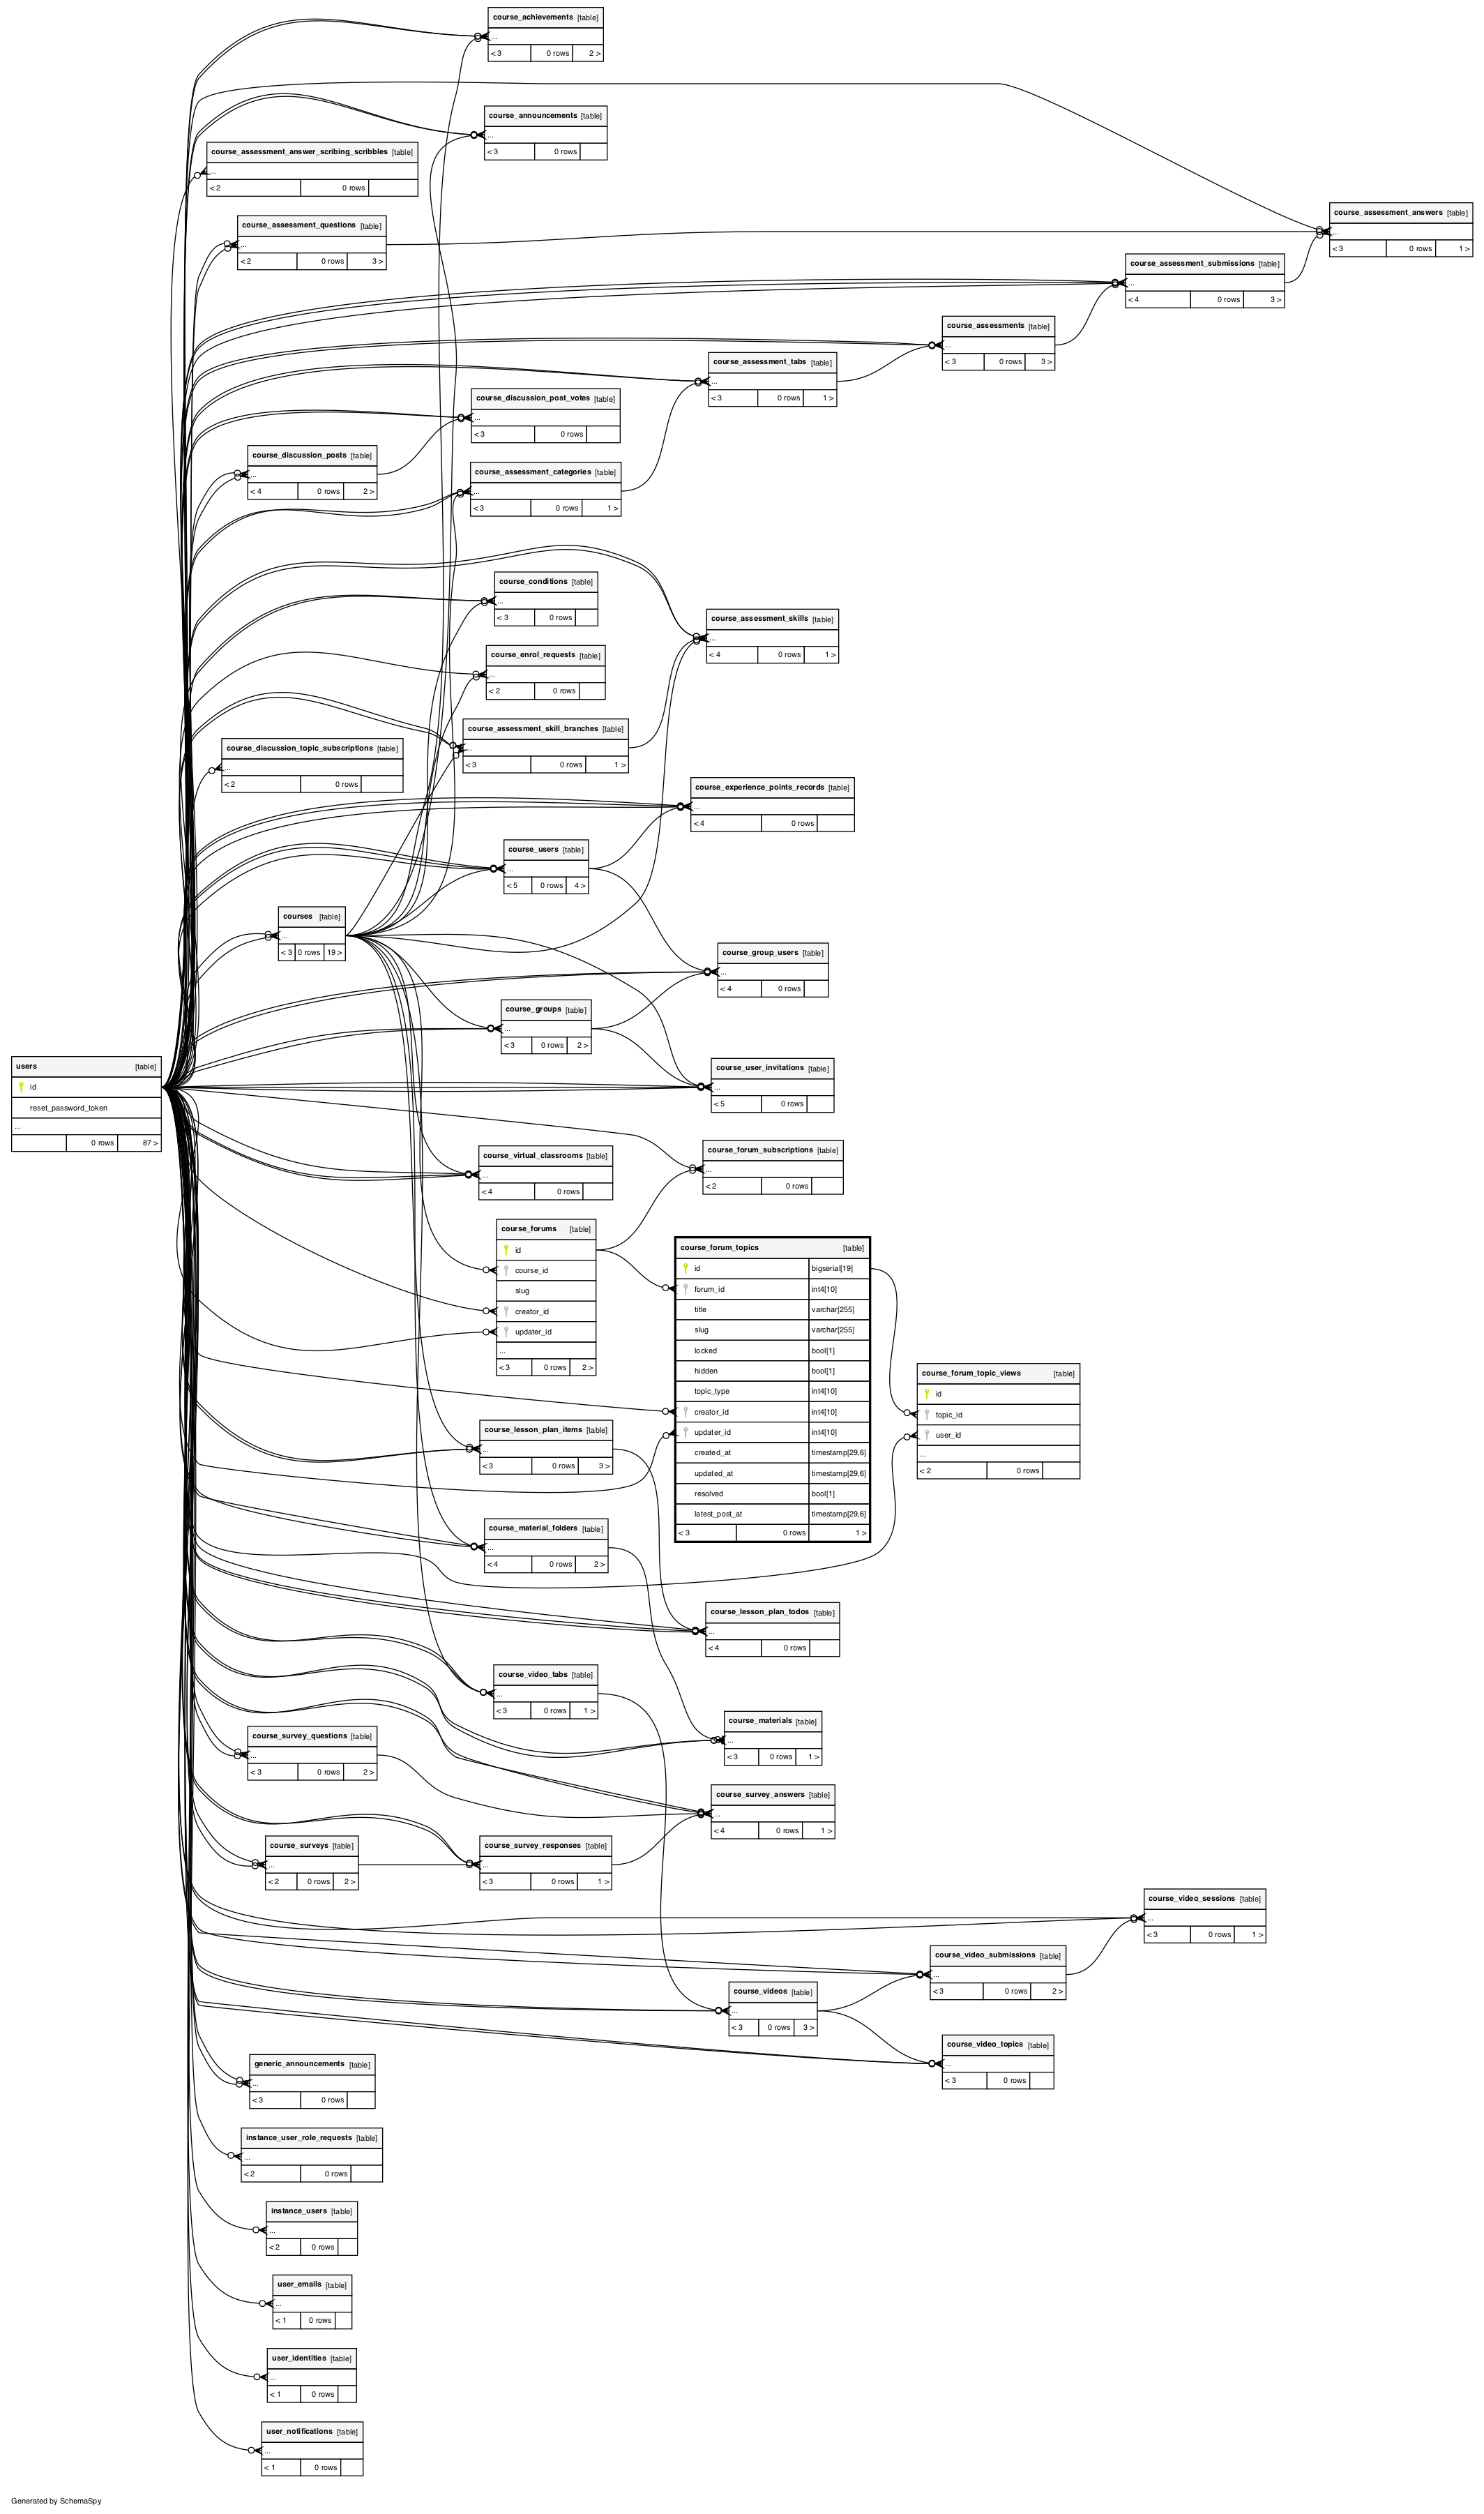 course_achievements [table]
...
< 3 0 rows 2 >
course_announcements [table]
...
< 3 0 rows
course_assessment_answer_scribing_scribbles [table]
...
< 2 0 rows
course_assessment_answers [table]
...
< 3 0 rows 1 >
course_assessment_questions [table]
...
< 2 0 rows 3 >
course_assessment_submissions [table]
...
< 4 0 rows 3 >
course_assessments [table]
...
< 3 0 rows 3 >
course_assessment_tabs [table]
...
< 3 0 rows 1 >
course_discussion_post_votes [table]
...
< 3 0 rows
course_discussion_posts [table]
...
< 4 0 rows 2 >
course_assessment_categories [table]
...
< 3 0 rows 1 >
course_conditions [table]
...
< 3 0 rows
course_assessment_skills [table]
...
< 4 0 rows 1 >
course_enrol_requests [table]
...
< 2 0 rows
course_assessment_skill_branches [table]
...
< 3 0 rows 1 >
course_discussion_topic_subscriptions [table]
...
< 2 0 rows
course_experience_points_records [table]
...
< 4 0 rows
course_users [table]
...
< 5 0 rows 4 >
courses [table]
...
< 3 0 rows 19 >
course_group_users [table]
...
< 4 0 rows
course_groups [table]
...
< 3 0 rows 2 >
users [table]
id
reset_password_token
...
0 rows 87 >
course_user_invitations [table]
...
< 5 0 rows
course_forum_subscriptions [table]
...
< 2 0 rows
course_virtual_classrooms [table]
...
< 4 0 rows
course_forums [table]
id
course_id
slug
creator_id
updater_id
...
< 3 0 rows 2 >
course_forum_topics [table]
id bigserial[19]
forum_id int4[10]
title varchar[255]
slug varchar[255]
locked bool[1]
hidden bool[1]
topic_type int4[10]
creator_id int4[10]
updater_id int4[10]
created_at timestamp[29,6]
updated_at timestamp[29,6]
resolved bool[1]
latest_post_at timestamp[29,6]
< 3 0 rows 1 >
course_forum_topic_views [table]
id
topic_id
user_id
...
< 2 0 rows
course_lesson_plan_items [table]
...
< 3 0 rows 3 >
course_material_folders [table]
...
< 4 0 rows 2 >
course_lesson_plan_todos [table]
...
< 4 0 rows
course_video_tabs [table]
...
< 3 0 rows 1 >
course_materials [table]
...
< 3 0 rows 1 >
course_survey_questions [table]
...
< 3 0 rows 2 >
course_survey_answers [table]
...
< 4 0 rows 1 >
course_surveys [table]
...
< 2 0 rows 2 >
course_survey_responses [table]
...
< 3 0 rows 1 >
course_video_sessions [table]
...
< 3 0 rows 1 >
course_video_submissions [table]
...
< 3 0 rows 2 >
course_videos [table]
...
< 3 0 rows 3 >
course_video_topics [table]
...
< 3 0 rows
generic_announcements [table]
...
< 3 0 rows
instance_user_role_requests [table]
...
< 2 0 rows
instance_users [table]
...
< 2 0 rows
user_emails [table]
...
< 1 0 rows
user_identities [table]
...
< 1 0 rows
user_notifications [table]
...
< 1 0 rows
Generated by SchemaSpy